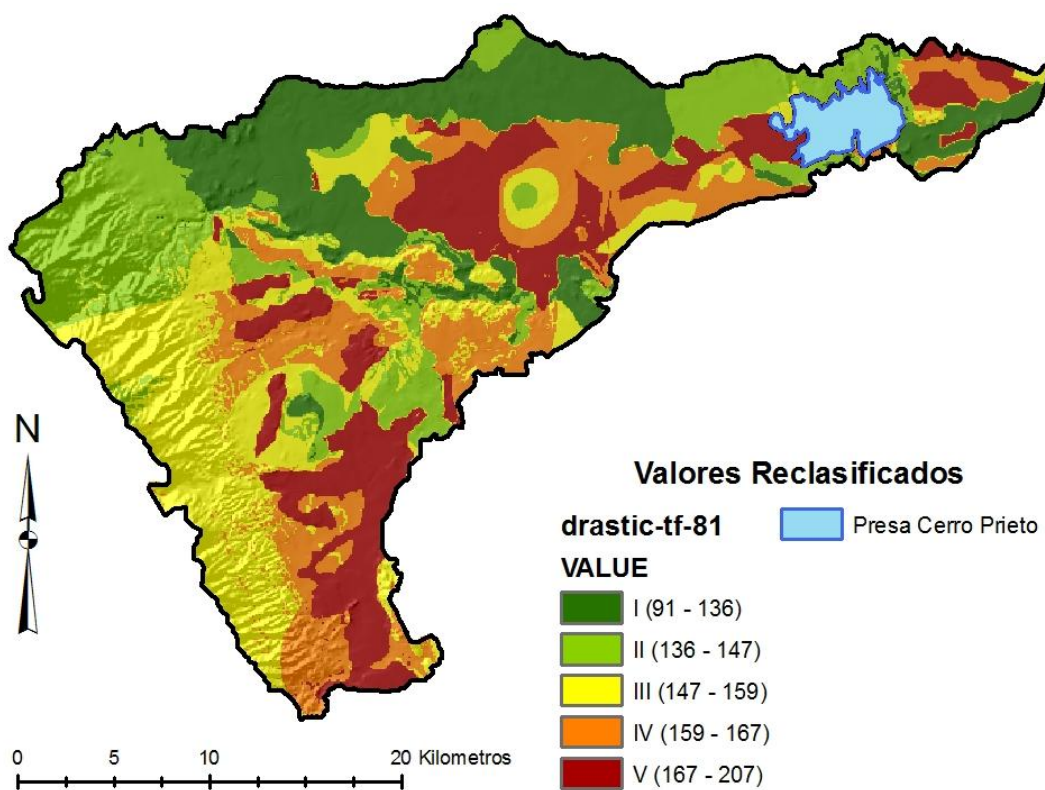 N
Valores Reclasificados
drastic-tf-81
Presa Cerro Prieto
VALUE
I (91 - 136)
II (136 - 147)
III (147 - 159)
IV (159 - 167)
V (167 - 207)
0 5 10 20 Kilometros